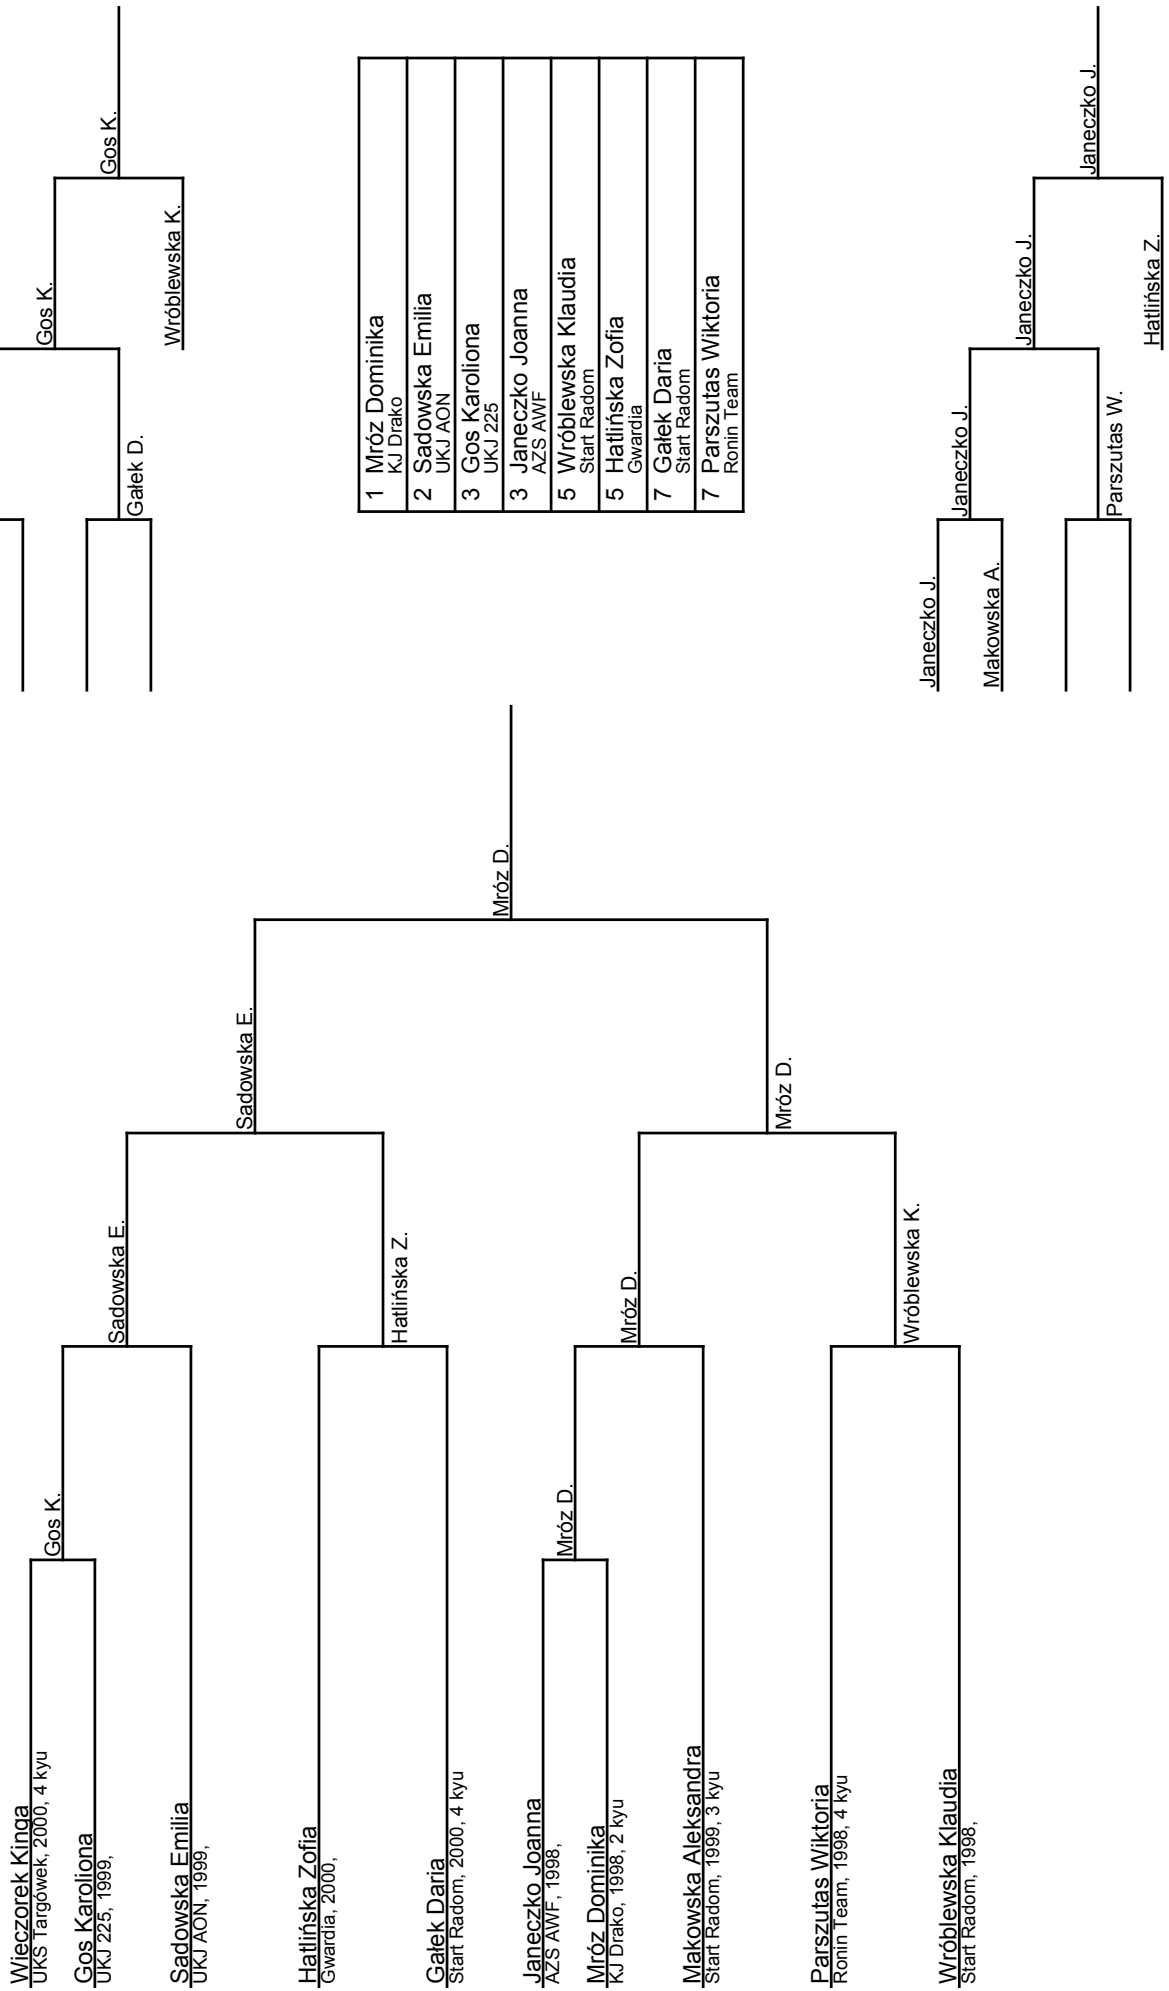 Wieczorek Kinga
UKS Targówek, 2000, 4 kyu
Gos Karoliona
UKJ 225, 1999,
Sadowska Emilia
UKJ AON, 1999,
Hatlińska Zofia
Gwardia, 2000,
Gałek Daria
Start Radom, 2000, 4 kyu
Janeczko Joanna
AZS AWF, 1998,
Mróz Dominika
KJ Drako, 1998, 2 kyu
Makowska Aleksandra
Start Radom, 1999, 3 kyu
Parszutas Wiktoria
Ronin Team, 1998, 4 kyu
Wróblewska Klaudia
Start Radom, 1998,
Gos K.
Mróz D.
Sadowska E.
Hatlińska Z.
Mróz D.
Wróblewska K.
Sadowska E.
Mróz D.
Mróz D.
Gałek D.
Gos K.
Wróblewska K.
Gos K.
1 Mróz Dominika
KJ Drako
2 Sadowska Emilia
UKJ AON
3 Gos Karoliona
UKJ 225
3 Janeczko Joanna
AZS AWF
5 Wróblewska Klaudia
Start Radom
5 Hatlińska Zofia
Gwardia
7 Gałek Daria
Start Radom
7 Parszutas Wiktoria
Ronin Team
Janeczko J.
Makowska A.
Janeczko J.
Parszutas W.
Janeczko J.
Hatlińska Z.
Janeczko J.